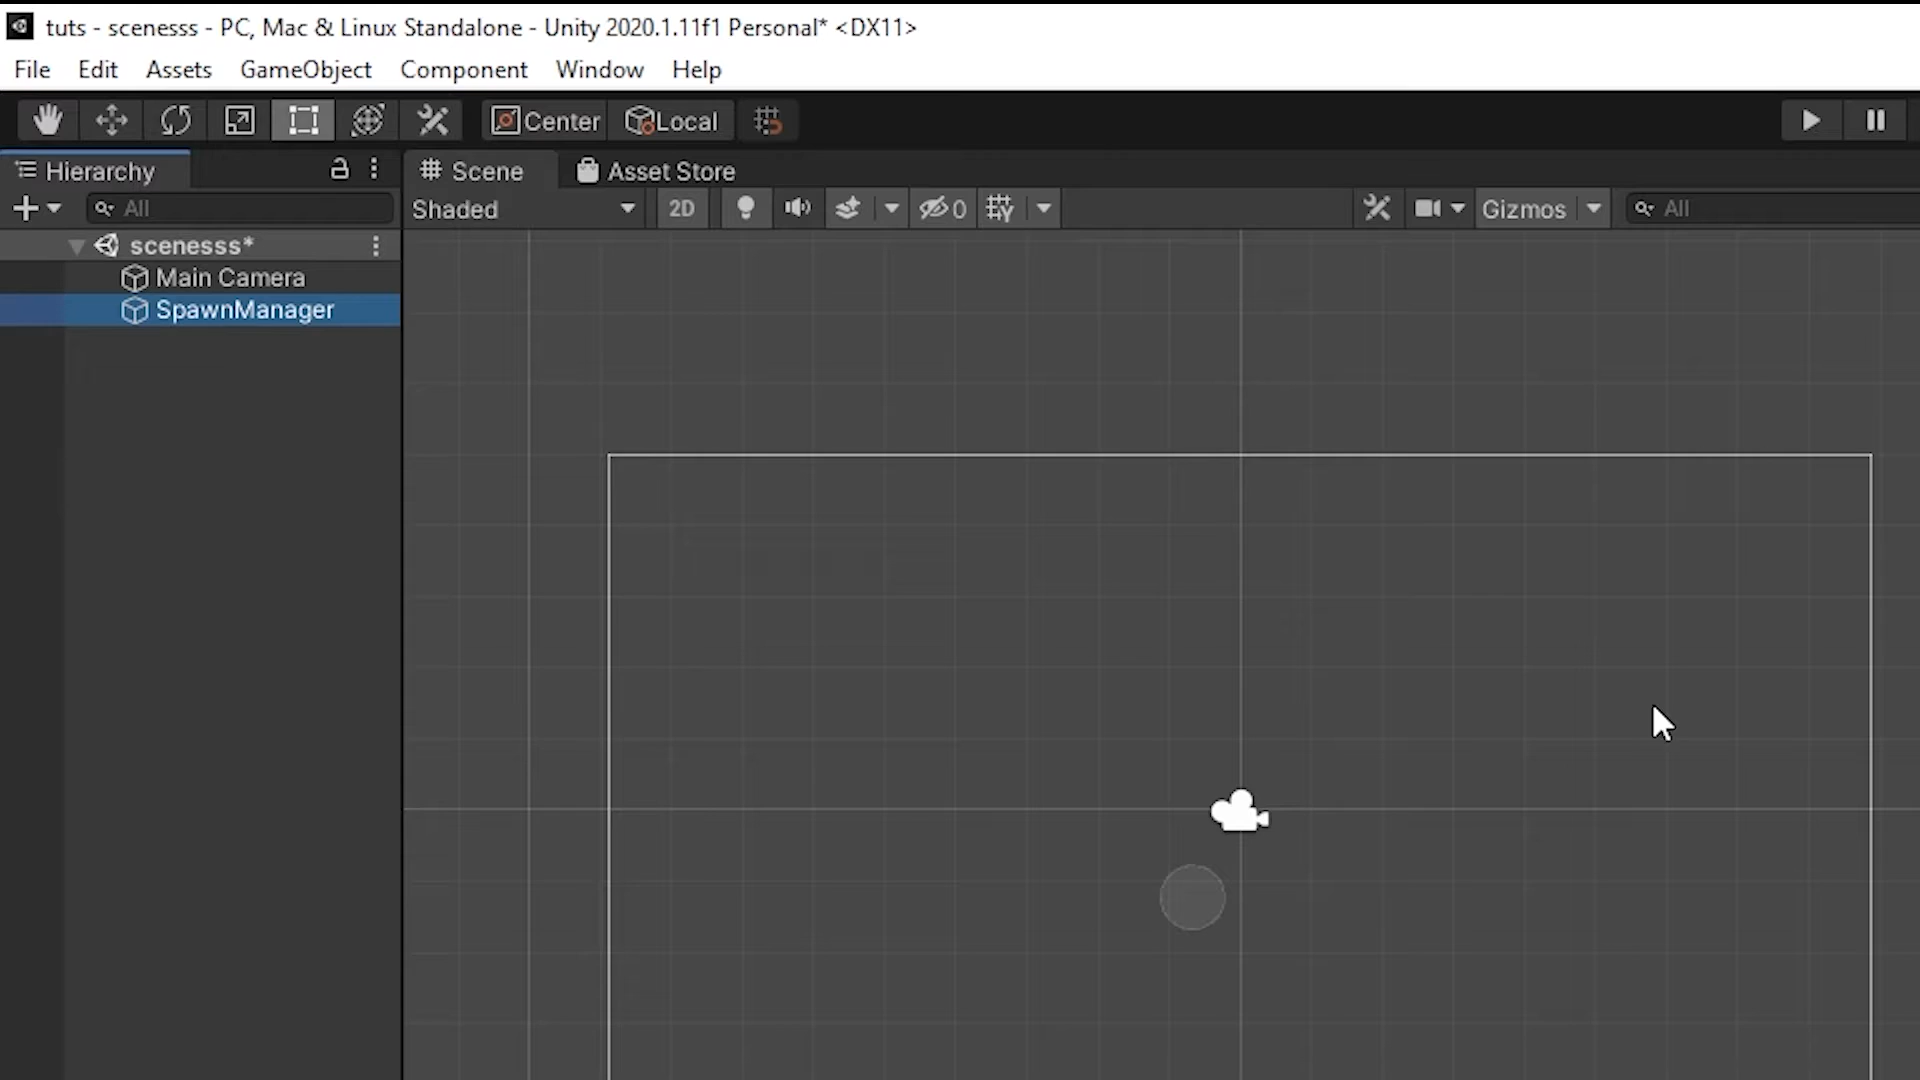 tuts - scenesss - PC, Mac & Linux Standalone - Unity 2020.1.11f1 Personal* <DX11>
File Edit Assets GameObject Component Window Help
Center Local
Hierarchy Scene Asset Store
All Shaded 2D 0 Gizmos All
scenesss*
Main Camera
SpawnManager